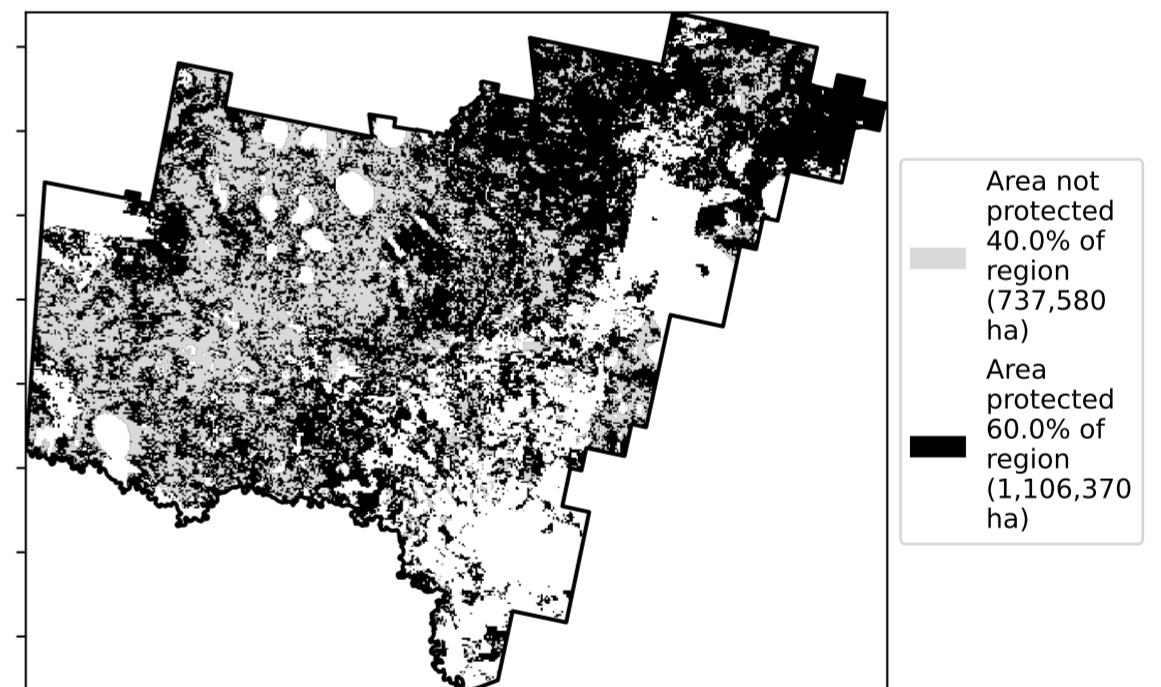 Area not
protected
40.0% of
region
(737,580
ha)
Area
protected
60.0% of
region
(1,106,370
ha)